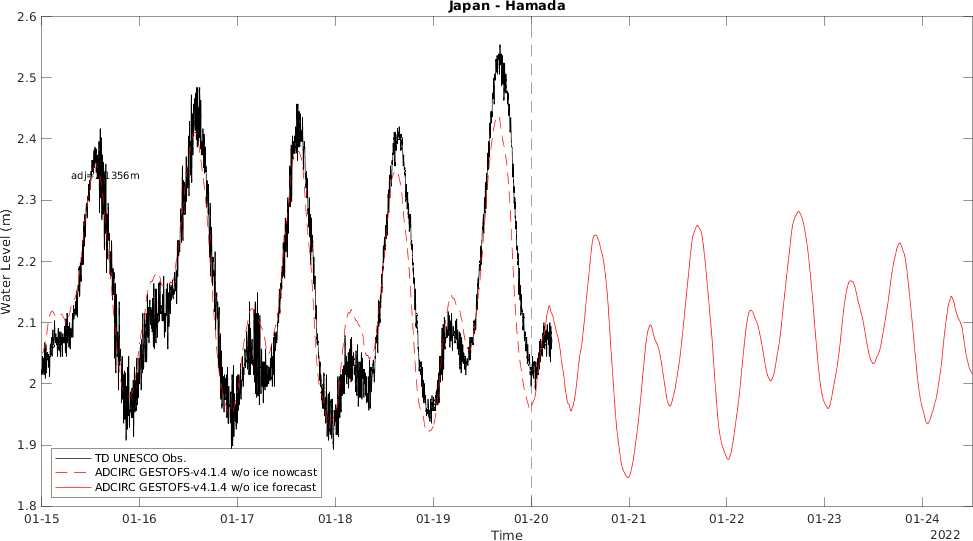 Japan - Hamada
2.6
2.5
2.4
2.3
2.2
2.1
2
1.9
1.8
Water Level (m)
TD UNESCO Obs.
ADCIRC GESTOFS-v4.1.4 w/o ice nowcast
ADCIRC GESTOFS-v4.1.4 w/o ice forecast
01-15 01-16 01-17 01-18 01-19 01-20 01-21 01-22 01-23 01-24
Time
2022